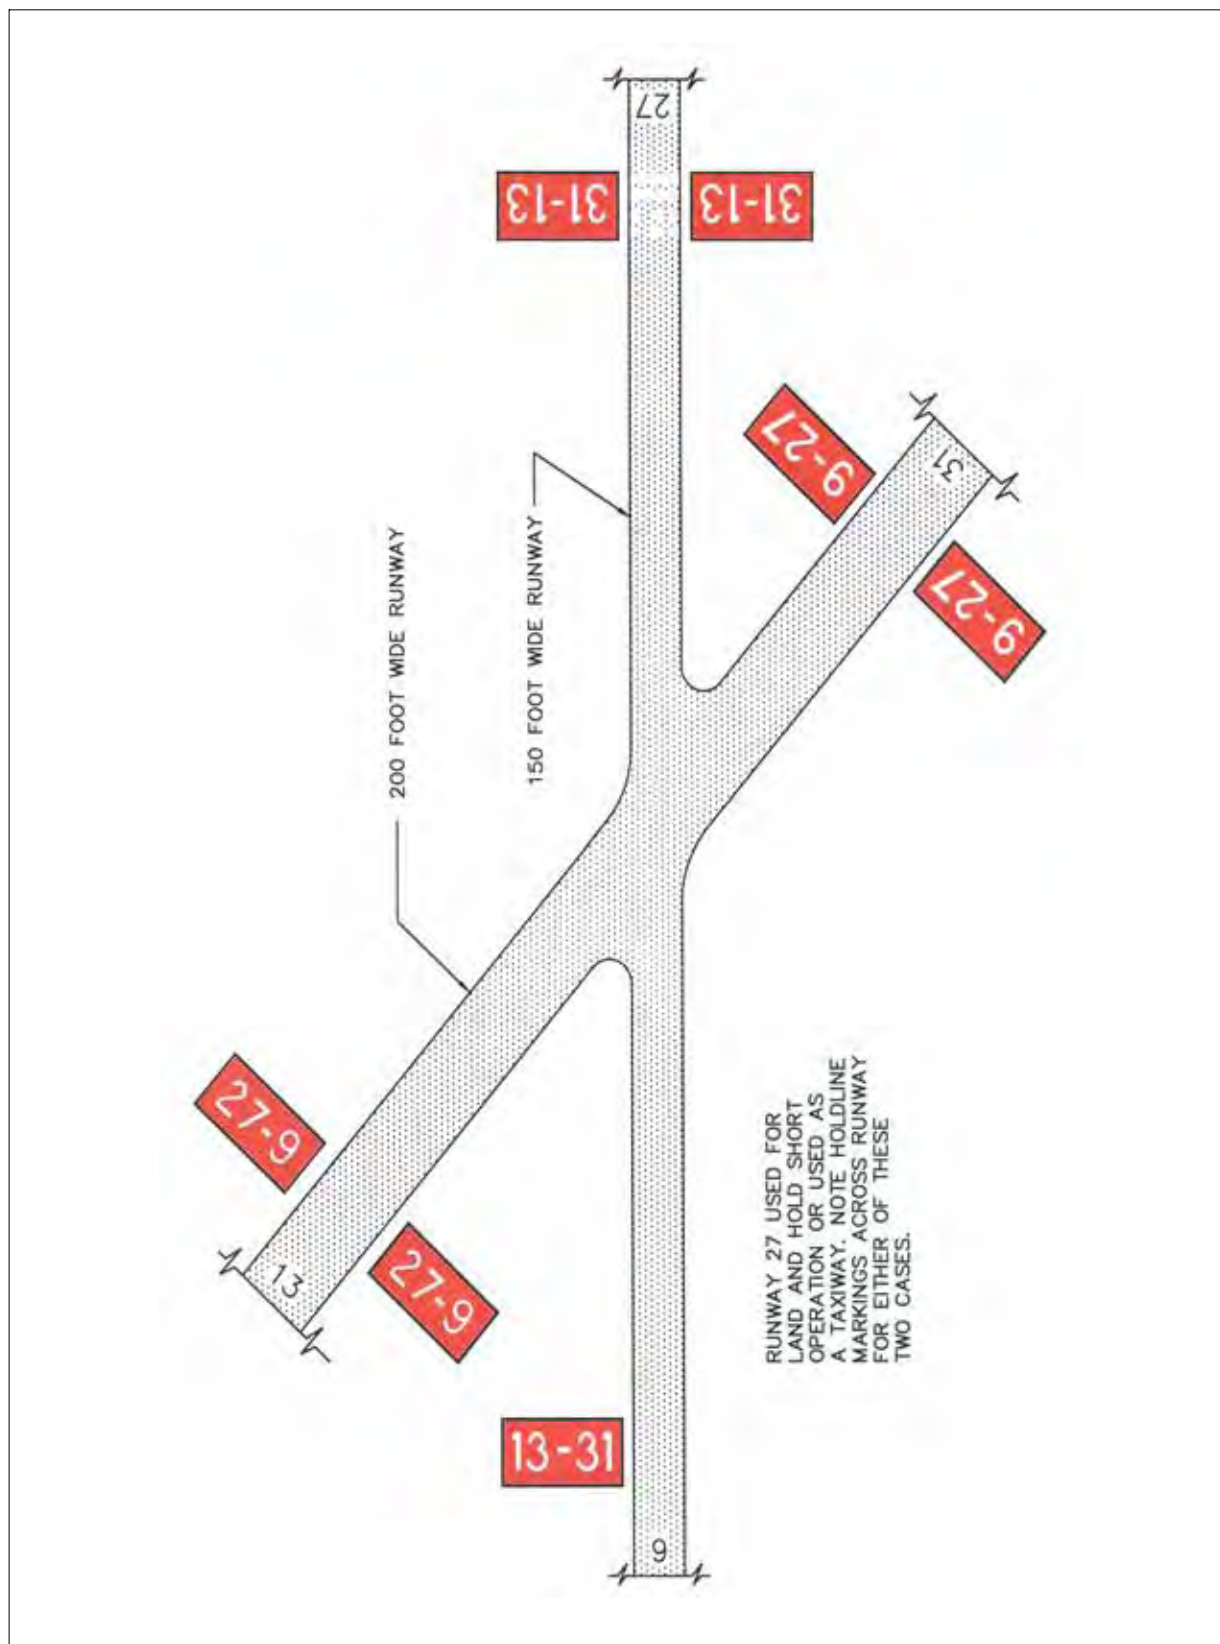 27
31-13
31-13
9-27
31
9-27
200 FOOT WIDE RUNWAY
150 FOOT WIDE RUNWAY
27-9
13
27-9
13-31
9
RUNWAY 27 USED FOR
LAND AND HOLD SHORT
OPERATION OR USED AS
A TAXIWAY. NOTE HOLDLINE
MARKINGS ACROSS RUNWAY
FOR EITHER OF THESE
TWO CASES.